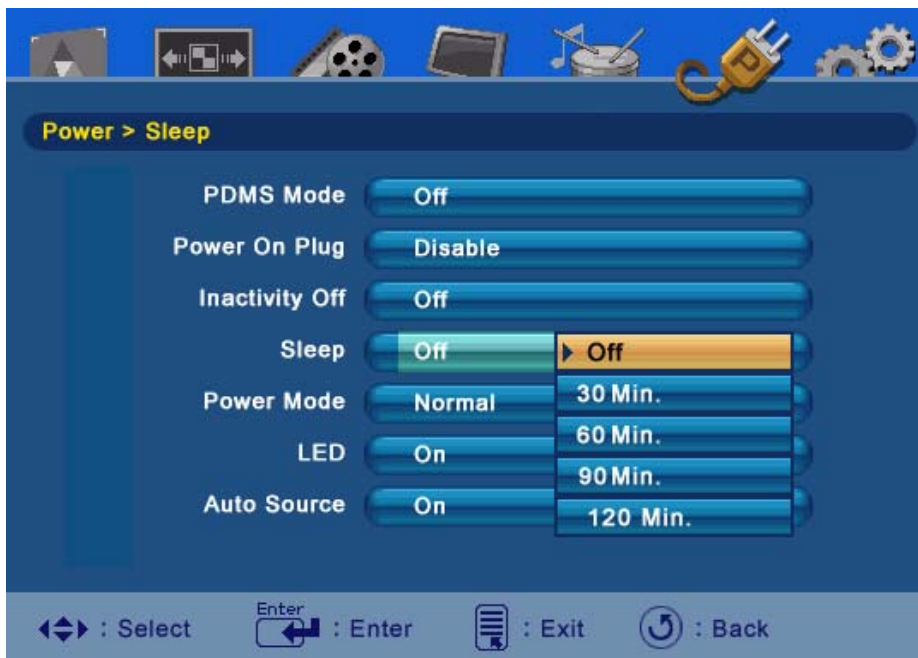 P
Power > Sleep
PDMS Mode Off
Power On Plug Disable
Inactivity Off Off
Sleep Off Off
30 Min.
Power Mode Normal
60 Min.
LED On
90 Min.
Auto Source On
120 Min.
: Select Enter : Enter : Exit : Back